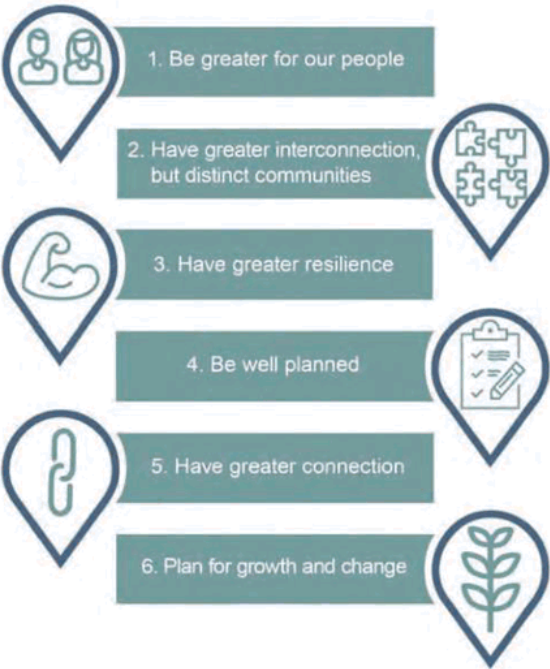 1. Be greater for our people
2. Have greater interconnection,
but distinct communities
3. Have greater resilience
4. Be well planned
5. Have greater connection
6. Plan for growth and change